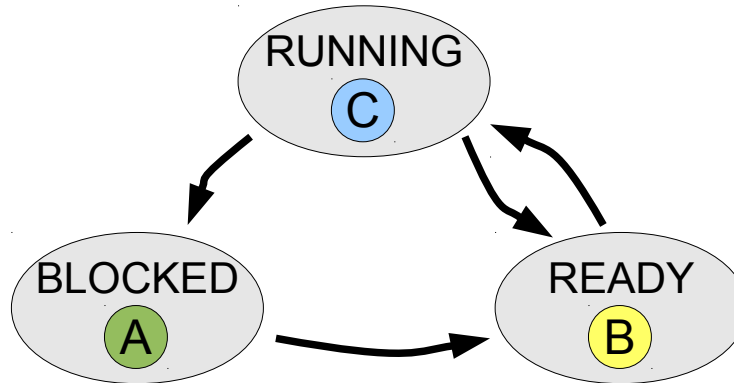 RUNNING
C
BLOCKED
A
READY
B